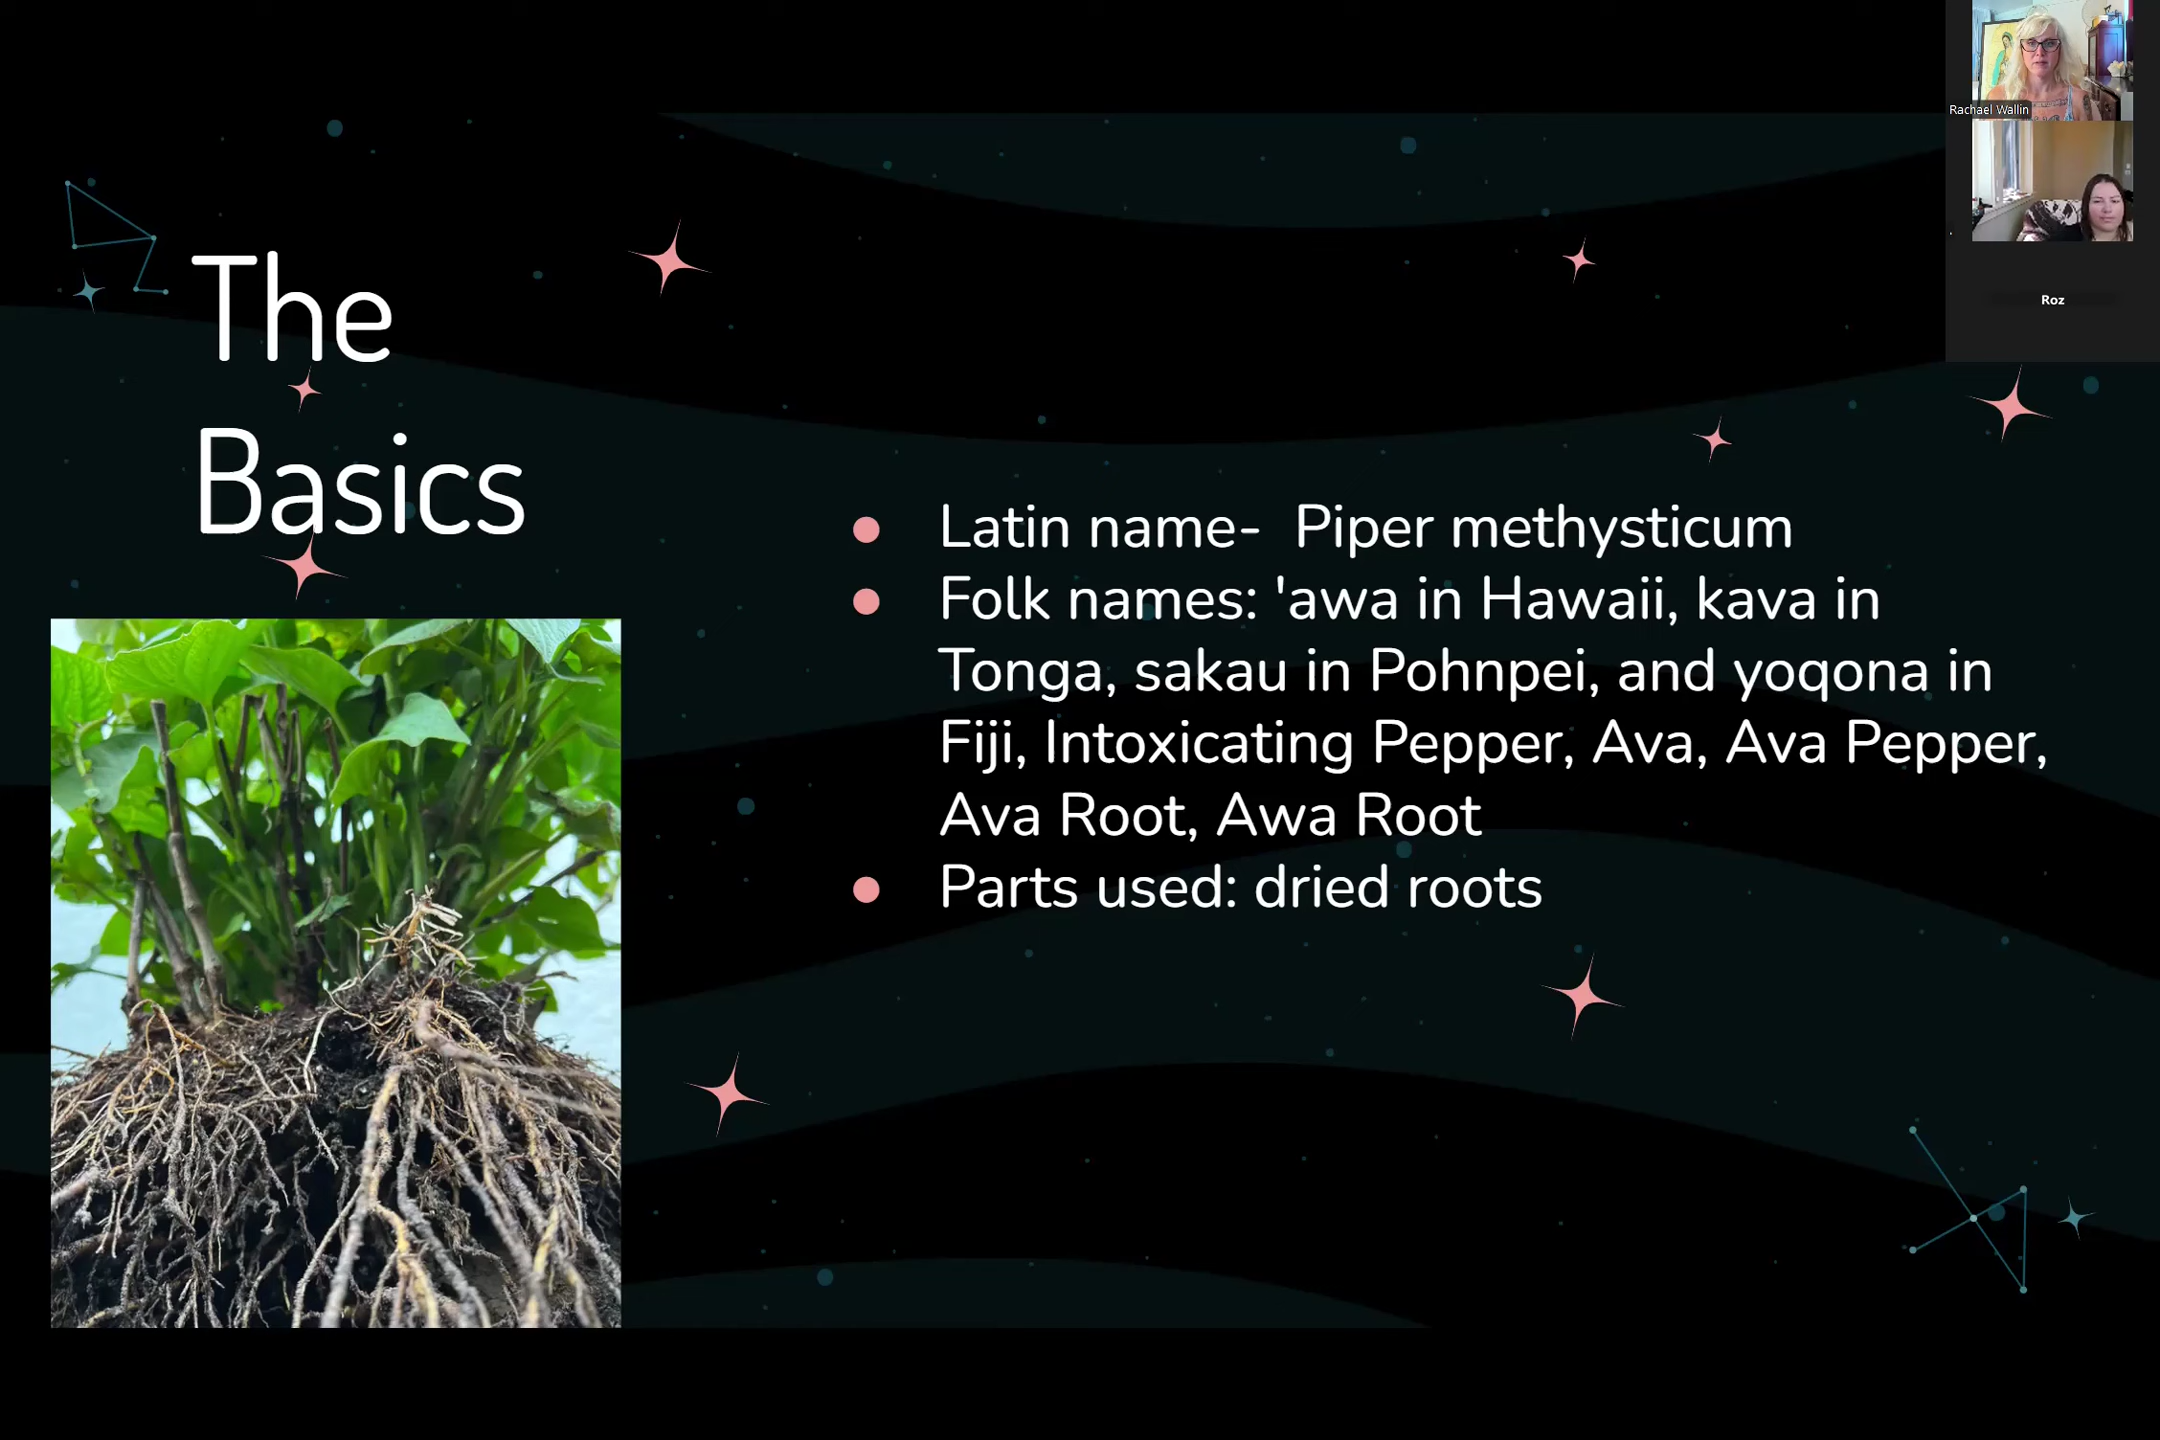 The
Basics
Latin name-  Piper methysticum
Folk names: 'awa in Hawaii, kava in
Tonga, sakau in Pohnpei, and yoqona in
Fiji, Intoxicating Pepper, Ava, Ava Pepper,
Ava Root, Awa Root
Parts used: dried roots
Rachael Wallin
Roz